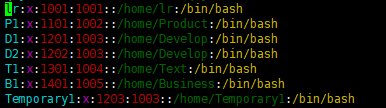 lr:x:1001:1001::/home/lr:/bin/bash
P1:x:1101:1002::/home/Product:/bin/bash
D1:x:1201:1003::/home/Develop:/bin/bash
D2:x:1202:1003::/home/Develop:/bin/bash
T1:x:1301:1004::/home/Text:/bin/bash
B1:x:1401:1005::/home/Business:/bin/bash
Temporary1:x:1203:1003::/home/Temporary1:/bin/bash